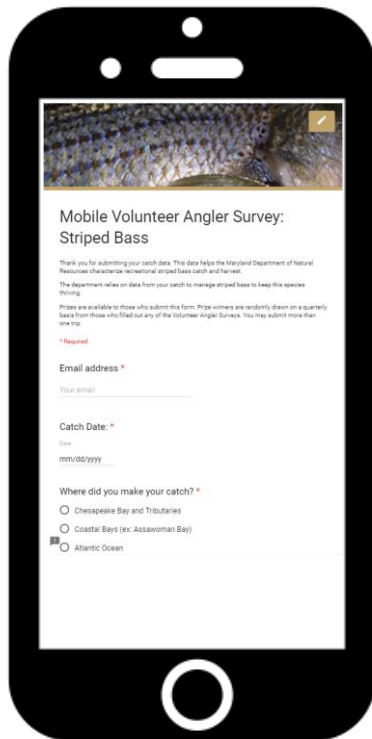 Mobile Volunteer Angler Survey:
Striped Bass
Thank you for submitting your catch data. This data helps the Maryland Department of Natural
Resources characterize recreational striped bass catch and harvest.
The department relies on data from your catch to manage striped bass to keep this species
thriving.
Prizes are available to those who submit this form. Prize winners are randomly drawn on a quarterly
basis from those who filled out any of the Volunteer Angler Surveys. You may submit more than
one trip.
* Required
Email address *
Your email
Catch Date: *
Date
mm/dd/yyyy
Where did you make your catch? *
Chesapeake Bay and Tributaries
Coastal Bays (ex: Assawoman Bay)
Atlantic Ocean